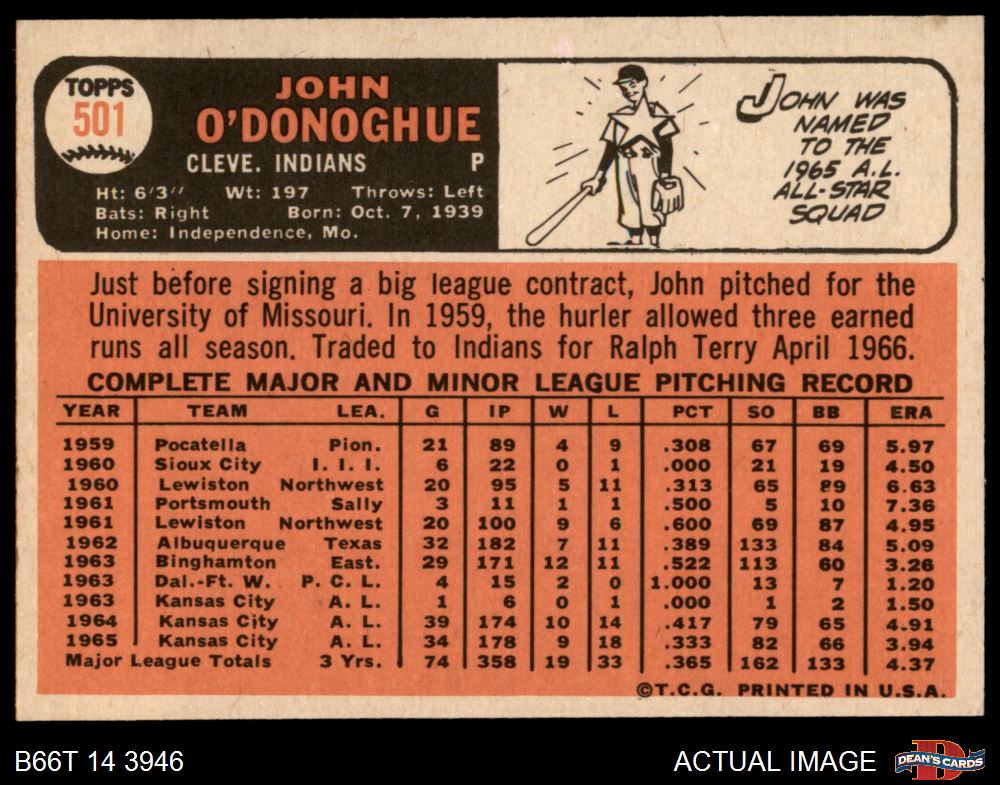 TOPPS
501
JOHN
O'DONOGHUE
CLEVE. INDIANS P
Ht: 6'3" Wt: 197 Throws: Left
Bats: Right Born: Oct. 7, 1939
Home: Independence, Mo.
JOHN WAS
NAMED
TO THE
1965 A.L.
ALL-STAR
SQUAD
Just before signing a big league contract, John pitched for the
University of Missouri. In 1959, the hurler allowed three earned
runs all season. Traded to Indians for Ralph Terry April 1966.
COMPLETE MAJOR AND MINOR LEAGUE PITCHING RECORD
YEAR TEAM LEA. G IP W L PCT SO BB ERA
1959 Pocatella Pion. 21 89 4 9 .308 67 69 5.97
1960 Sioux City I. I. I. 6 22 0 1 .000 21 19 4.50
1960 Lewiston Northwest 20 95 5 11 .313 65 89 6.63
1961 Portsmouth Sally 3 11 1 1 .500 5 10 7.36
1961 Lewiston Northwest 20 100 9 6 .600 69 87 4.95
1962 Albuquerque Texas 32 182 7 11 .389 133 84 5.09
1963 Binghamton East. 29 171 12 11 .522 113 60 3.26
1963 Dal.-Ft. W. P. C. L. 4 15 2 0 1.000 13 7 1.20
1963 Kansas City A. L. 1 6 0 1 .000 1 2 1.50
1964 Kansas City A. L. 39 174 10 14 .417 79 65 4.91
1965 Kansas City A. L. 34 178 9 18 .333 82 66 3.94
Major League Totals 3 Yrs. 74 358 19 33 .365 162 133 4.37
©T.C.G. PRINTED IN U.S.A.
B66T 14 3946 ACTUAL IMAGE DEAN'S CARDS